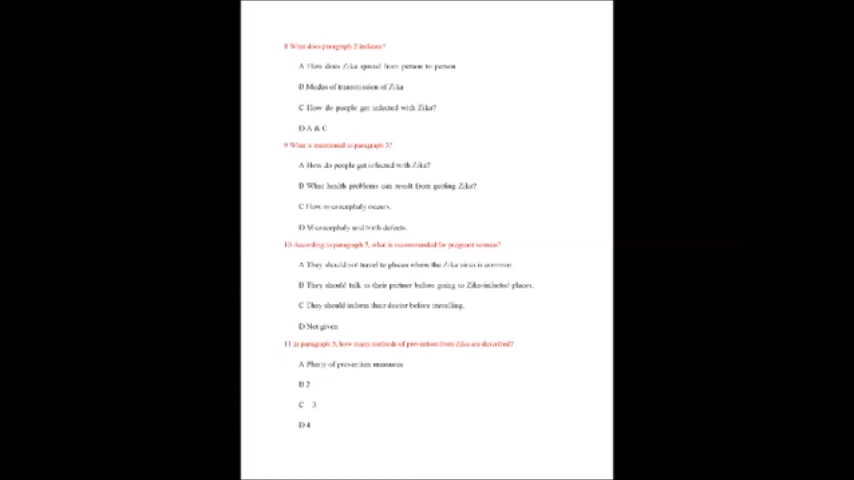 8 What does paragraph 2 indicate?
A How does Zika spread from person to person
B Modes of transmission of Zika
C How do people get infected with Zika?
D A & C
9 What is mentioned in paragraph 3?
A How do people get infected with Zika?
B What health problems can result from getting Zika?
C How microcephaly occurs.
D Microcephaly and birth defects.
10 According to paragraph 5, what is recommended for pregnant women?
A They should not travel to places where the Zika virus is common.
B They should talk to their partner before going to Zika-infected places.
C They should inform their doctor before travelling.
D Not given
11 In paragraph 5, how many methods of prevention from Zika are described?
A Plenty of prevention measures
B 2
C 3
D 4